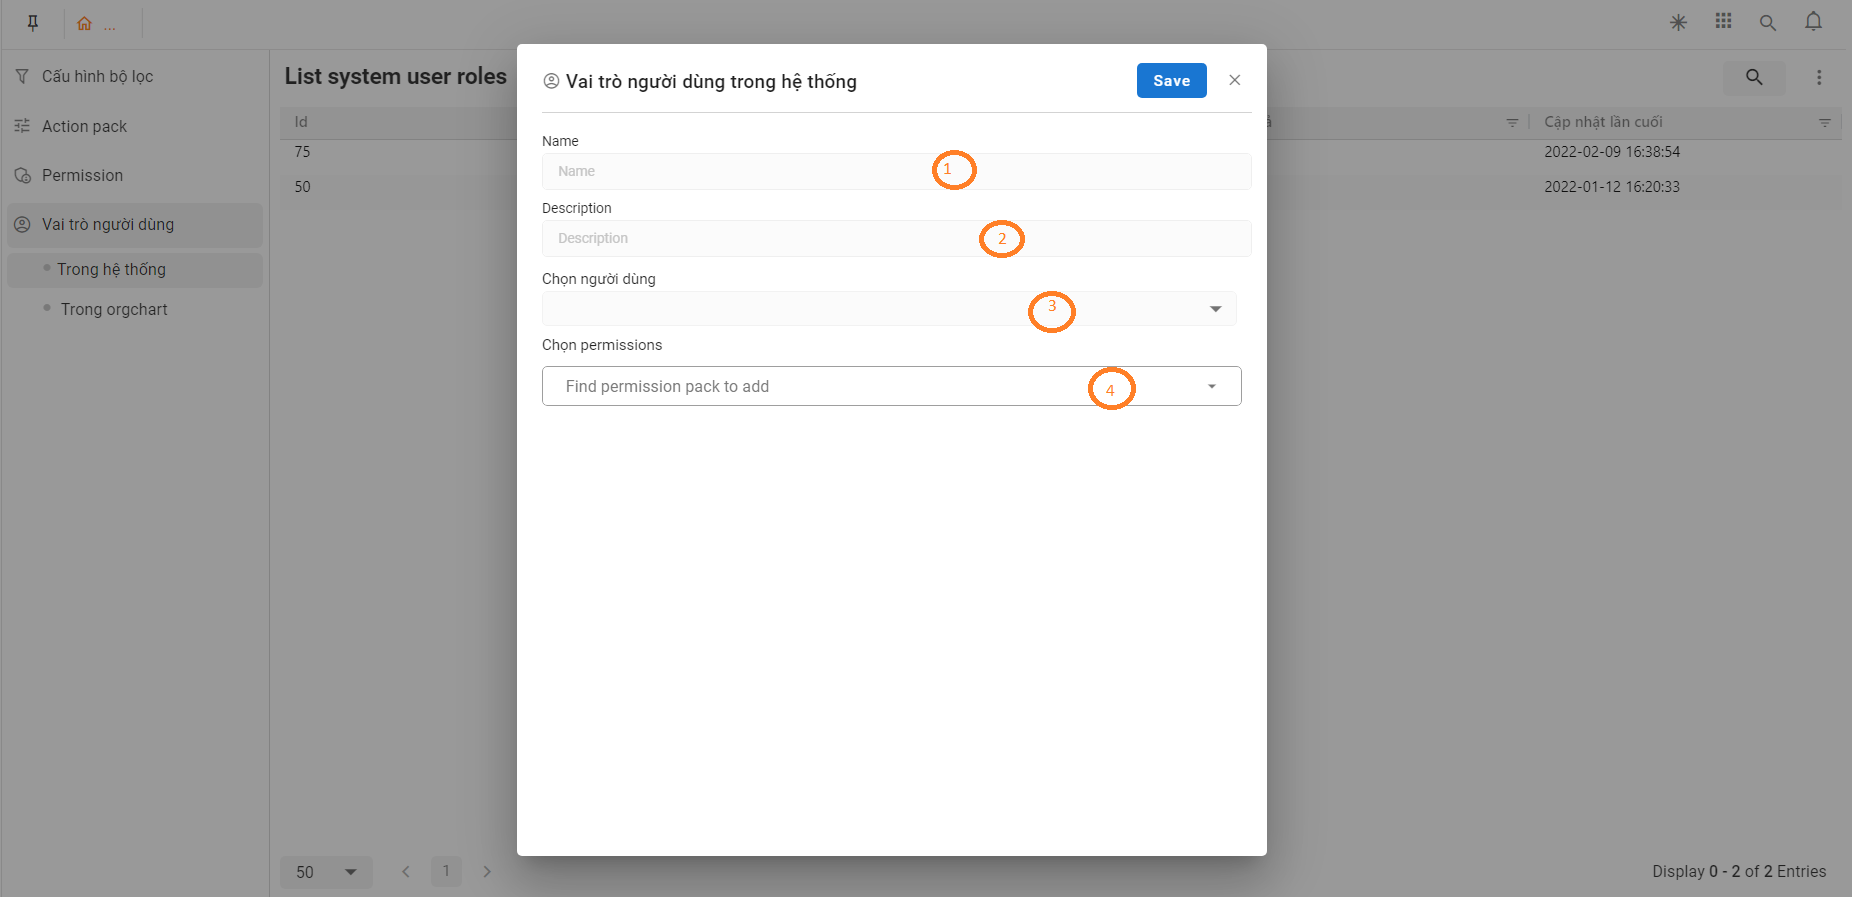 ...
Cấu hình bộ lọc
Action pack
Permission
Vai trò người dùng
Trong hệ thống
Trong orgchart
List system user roles
Id
Cập nhật lần cuối
75
2022-02-09 16:38:54
50
2022-01-12 16:20:33
Vai trò người dùng trong hệ thống
Save
Name
Name
1
Description
Description
2
Chọn người dùng
3
Chọn permissions
Find permission pack to add
4
50
1
Display 0 - 2 of 2 Entries